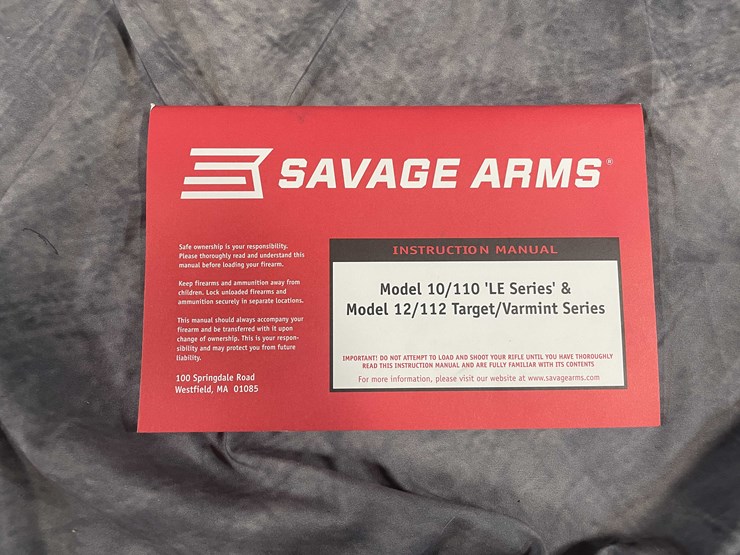 SAVAGE ARMS®
Safe ownership is your responsibility.
Please thoroughly read and understand this
manual before loading your firearm.
Keep firearms and ammunition away from
children. Lock unloaded firearms and
ammunition securely in separate locations.
This manual should always accompany your
firearm and be transferred with it upon
change of ownership. This is your respon-
sibility and may protect you from future
liability.
100 Springdale Road
Westfield, MA 01085
INSTRUCTION MANUAL
Model 10/110 'LE Series' &
Model 12/112 Target/Varmint Series
IMPORTANT! DO NOT ATTEMPT TO LOAD AND SHOOT YOUR RIFLE UNTIL YOU HAVE THOROUGHLY
READ THIS INSTRUCTION MANUAL AND ARE FULLY FAMILIAR WITH ITS CONTENTS
For more information, please visit our website at www.savagearms.com